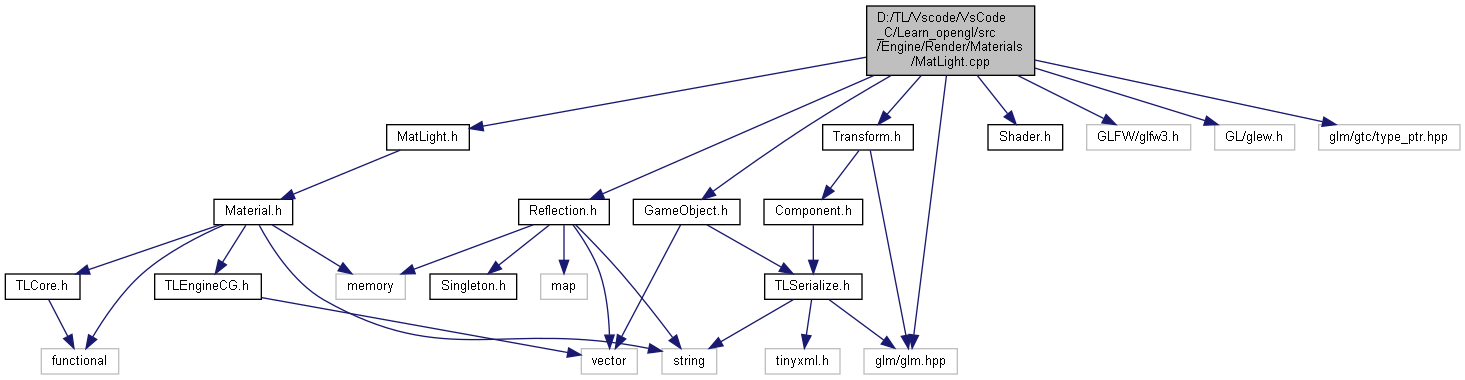 D:/TL/Vscode/VsCode
_C/Learn_opengl/src
/Engine/Render/Materials
/MatLight.cpp
MatLight.h
Transform.h
Shader.h
GLFW/glfw3.h
GL/glew.h
glm/gtc/type_ptr.hpp
Material.h
Reflection.h
GameObject.h
Component.h
TLCore.h
TLEngineCG.h
memory
Singleton.h
map
TLSerialize.h
functional
vector
string
tinyxml.h
glm/glm.hpp